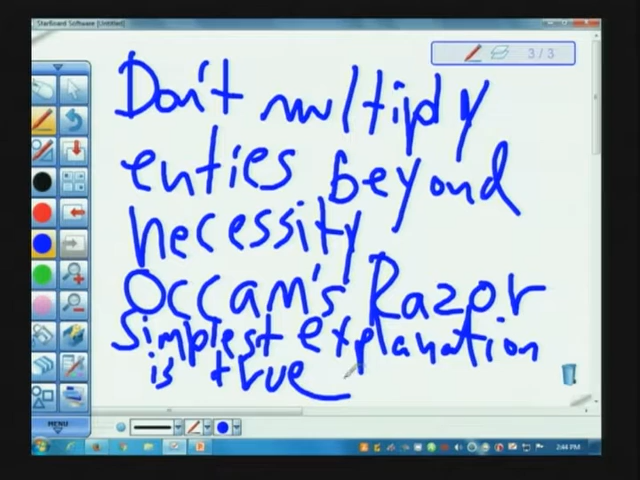 StarBoard Software [Untitled]
3 / 3
Don't multiply
enties beyond
necessity
Occam's Razor
simplest explanation
is true
MENU
2:44 PM